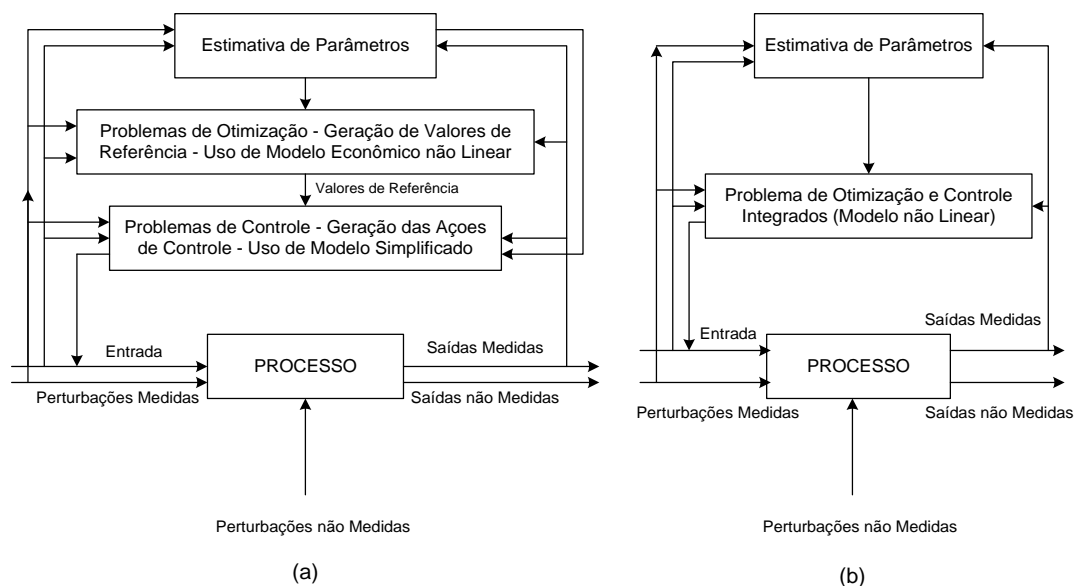 Estimativa de Parâmetros
Problemas de Otimização - Geração de Valores de
Referência - Uso de Modelo Econômico não Linear
Valores de Referência
Problemas de Controle - Geração das Açoes
de Controle - Uso de Modelo Simplificado
Entrada
PROCESSO
Saídas Medidas
Perturbações Medidas
Saídas não Medidas
Perturbações não Medidas
(a)
Estimativa de Parâmetros
Problema de Otimização e Controle
Integrados (Modelo não Linear)
Saídas Medidas
Entrada
PROCESSO
Perturbações Medidas
Saídas não Medidas
Perturbações não Medidas
(b)